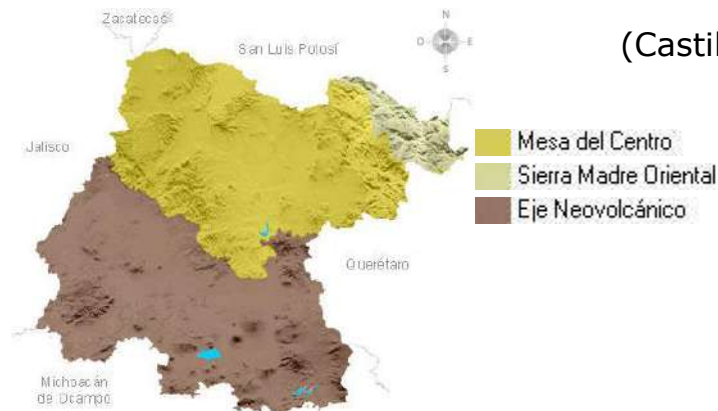 Zacatecas
San Luis Potosí
N
O E
S
(Castil
Jalisco
Mesa del Centro
Sierra Madre Oriental
Eje Neovolcánico
Querétaro
Michoacán
de Ocampo